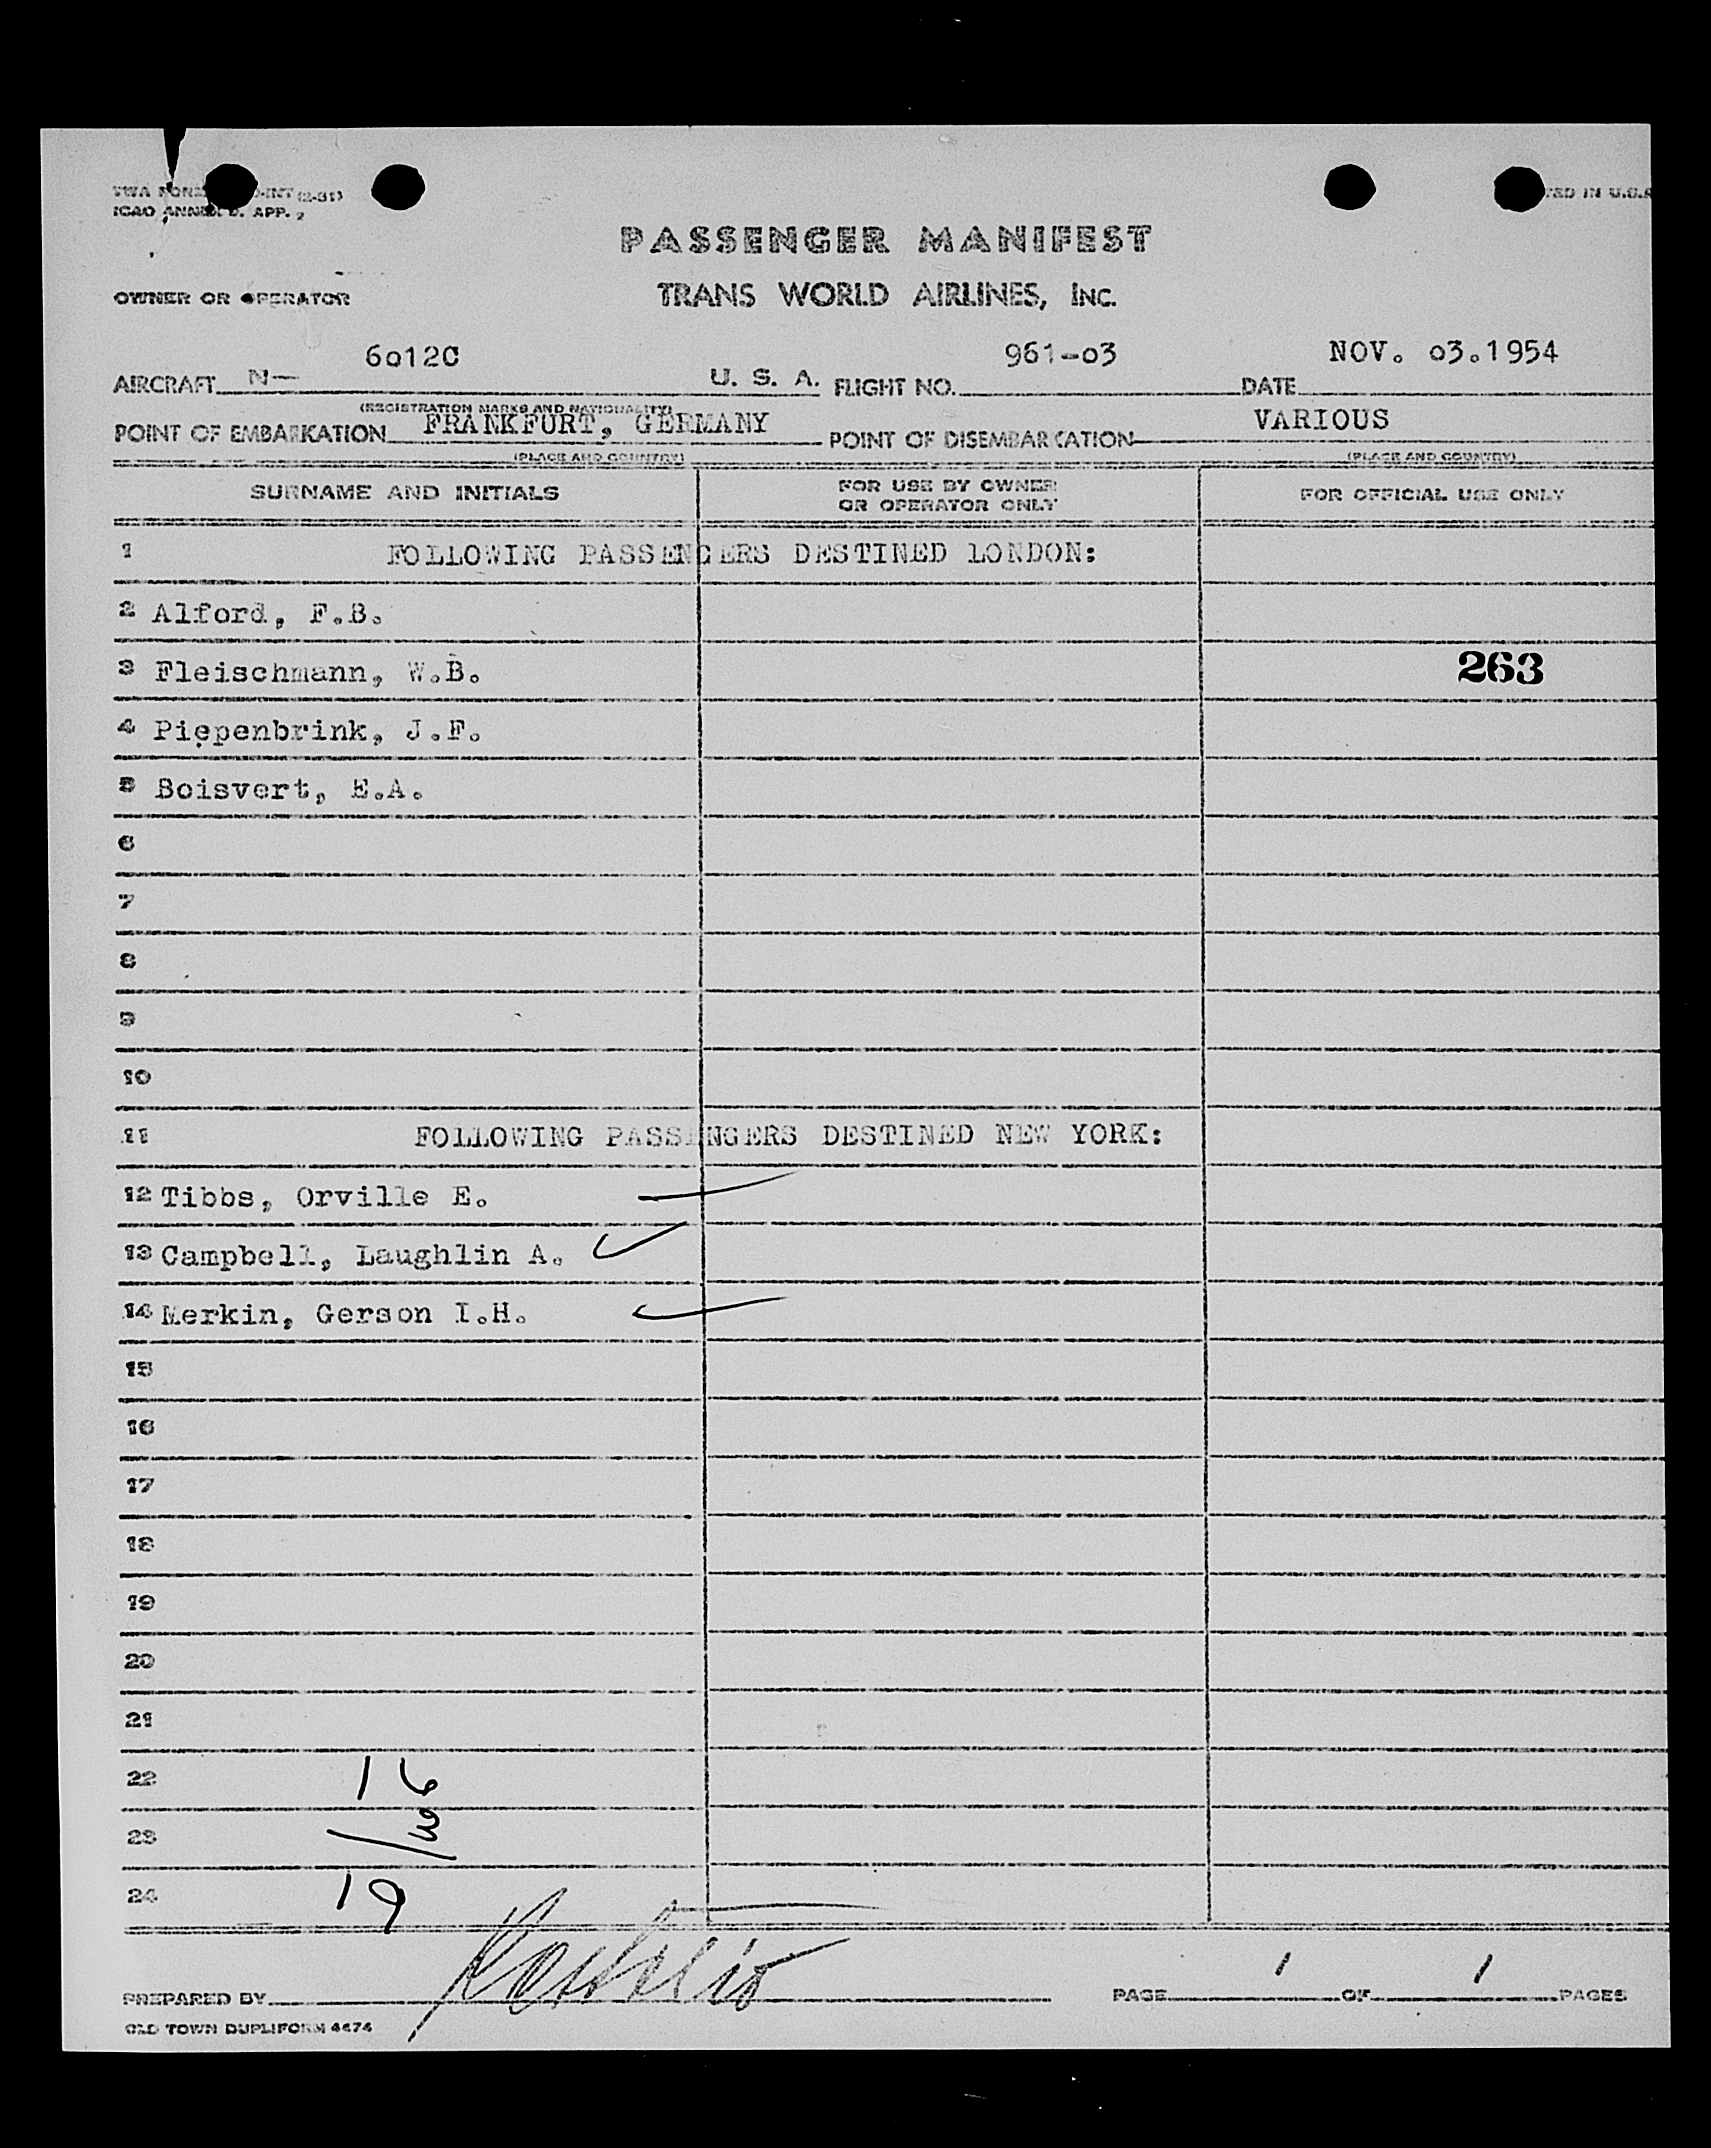 TWA FORM
ICAO ANNEX 9. APP.
PASSENGER MANIFEST
OWNER OR OPERATOR TRANS WORLD AIRLINES, INC.
AIRCRAFT N— 6012C U. S. A. FLIGHT NO. 961-03 DATE NOV. 03.1954
(REGISTRATION MARKS AND NATIONALITY)
POINT OF EMBARKATION FRANKFURT, GERMANY POINT OF DISEMBARKATION VARIOUS
(PLACE AND COUNTRY) (PLACE AND COUNTRY)
SURNAME AND INITIALS FOR USE BY OWNER OR OPERATOR ONLY FOR OFFICIAL USE ONLY
1 FOLLOWING PASSENGERS DESTINED LONDON:
2 Alford, F.B.
3 Fleischmann, W.B. 263
4 Piepenbrink, J.F.
5 Boisvert, E.A.
6
7
8
9
10
11 FOLLOWING PASSENGERS DESTINED NEW YORK:
12 Tibbs, Orville E.
13 Campbell, Laughlin A.
14 Merkin, Gerson I.H.
15
16
17
18
19
20
21
22 16
23 3
24 19
PREPARED BY PAGE 1 OF 1 PAGES
OLD TOWN DUPLIFORM 4474